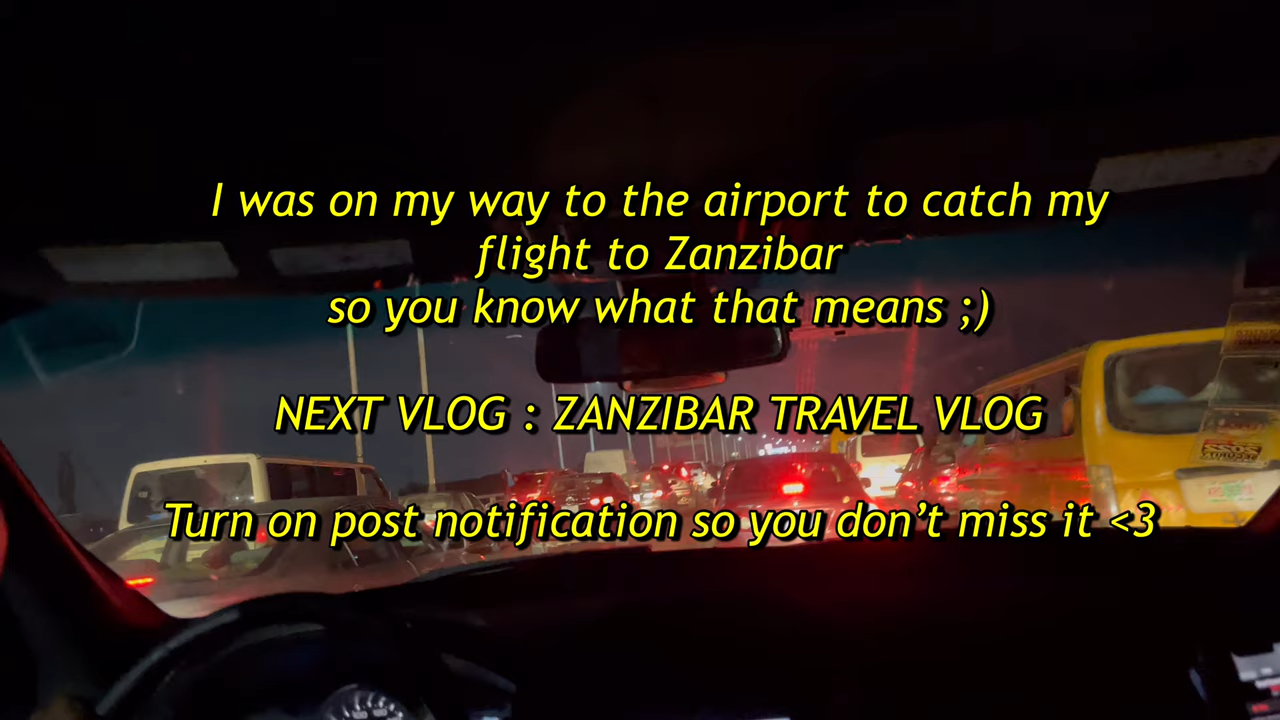 I was on my way to the airport to catch my
flight to Zanzibar
so you know what that means ;)
NEXT VLOG : ZANZIBAR TRAVEL VLOG
Turn on post notification so you don’t miss it <3